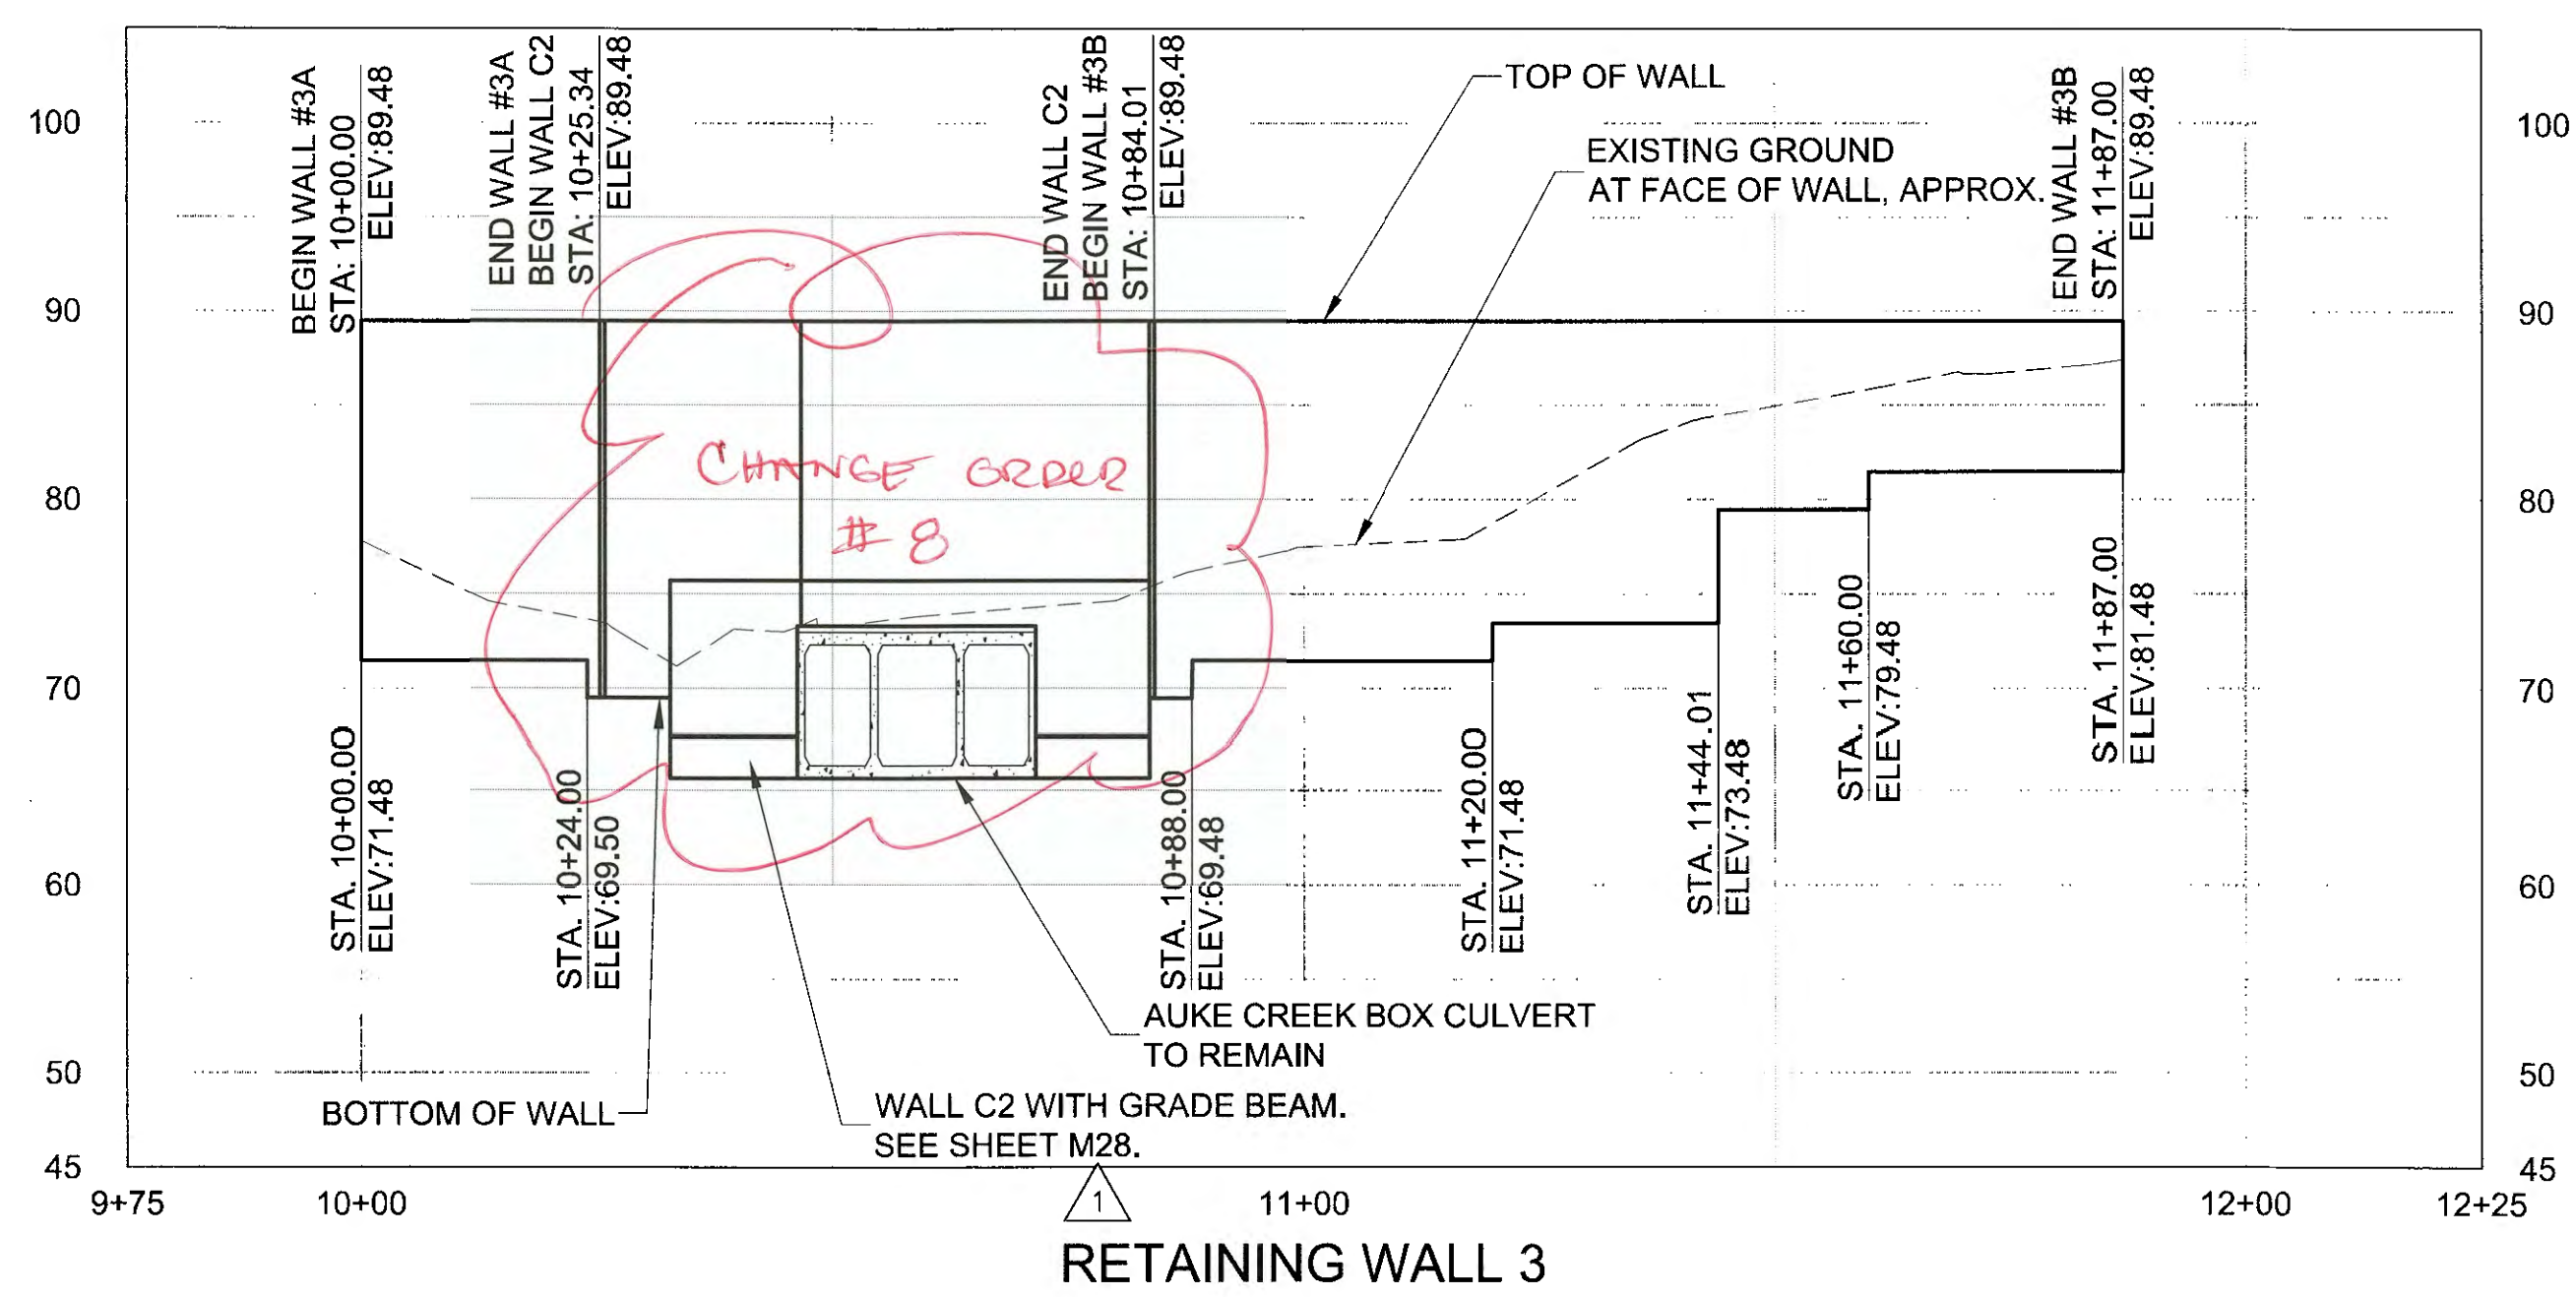 BEGIN WALL #3A
STA: 10+00.00
ELEV:89.48
END WALL #3A
BEGIN WALL C2
STA: 10+25.34
ELEV:89.48
END WALL C2
BEGIN WALL #3B
STA: 10+84.01
ELEV:89.48
TOP OF WALL
EXISTING GROUND
AT FACE OF WALL, APPROX.
END WALL #3B
STA: 11+87.00
ELEV:89.48
100
90
80
70
60
50
45
100
90
80
70
60
50
45
CHANGE ORDER
# 8
STA. 10+00.00
ELEV:71.48
STA. 10+24.00
ELEV:69.50
STA. 10+88.00
ELEV:69.48
STA. 11+20.00
ELEV:71.48
STA. 11+44.01
ELEV:73.48
STA. 11+60.00
ELEV:79.48
STA. 11+87.00
ELEV:81.48
AUKE CREEK BOX CULVERT
TO REMAIN
BOTTOM OF WALL
WALL C2 WITH GRADE BEAM.
SEE SHEET M28.
9+75
10+00
1
11+00
12+00
12+25
RETAINING WALL 3